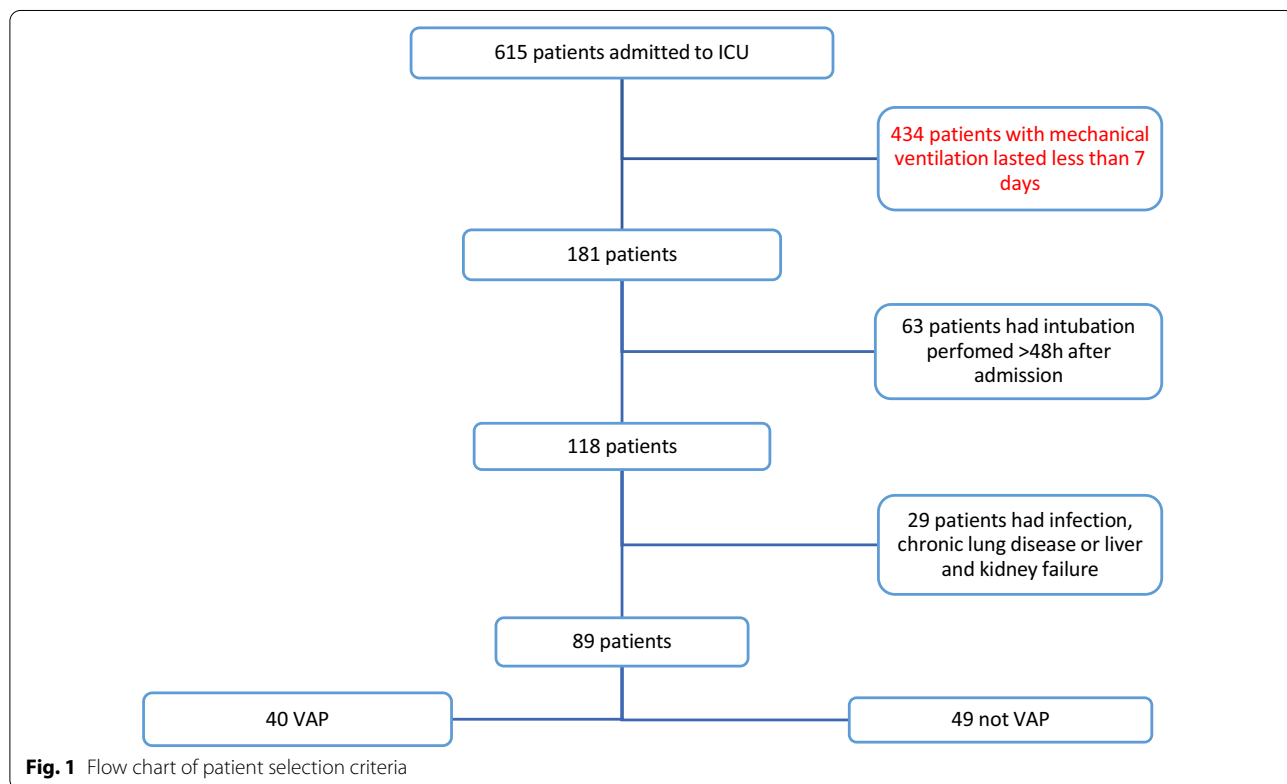 615 patients admitted to ICU
434 patients with mechanical
ventilation lasted less than 7
days
181 patients
63 patients had intubation
perfomed >48h after
admission
118 patients
29 patients had infection,
chronic lung disease or liver
and kidney failure
89 patients
40 VAP
49 not VAP
Fig. 1 Flow chart of patient selection criteria